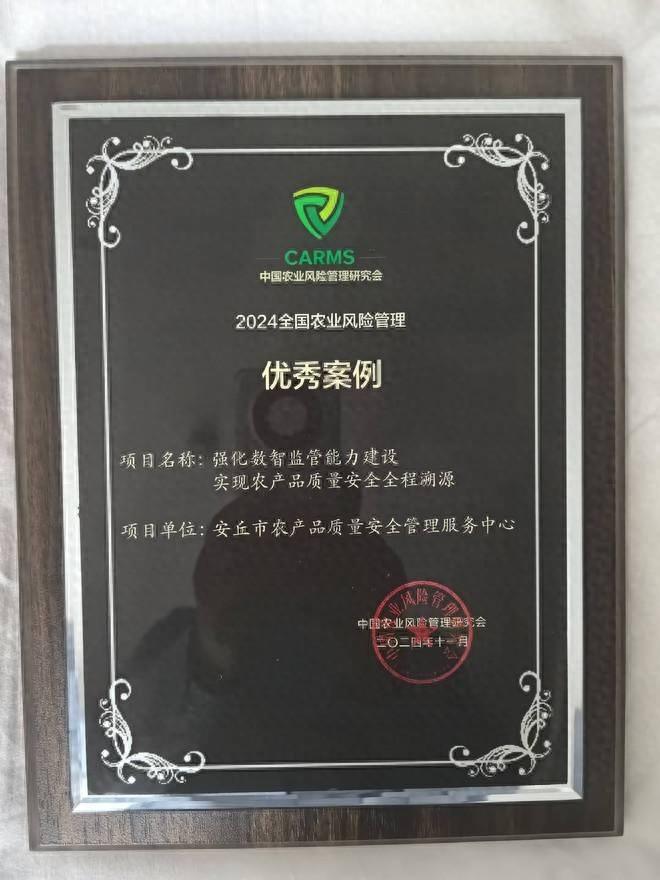 CARMS
中国农业风险管理研究会
2024全国农业风险管理
优秀案例
项目名称：强化数智监管能力建设
实现农产品质量安全全程溯源
项目单位：安丘市农产品质量安全管理服务中心
中国农业风险管理研究会
二〇二四年十一月